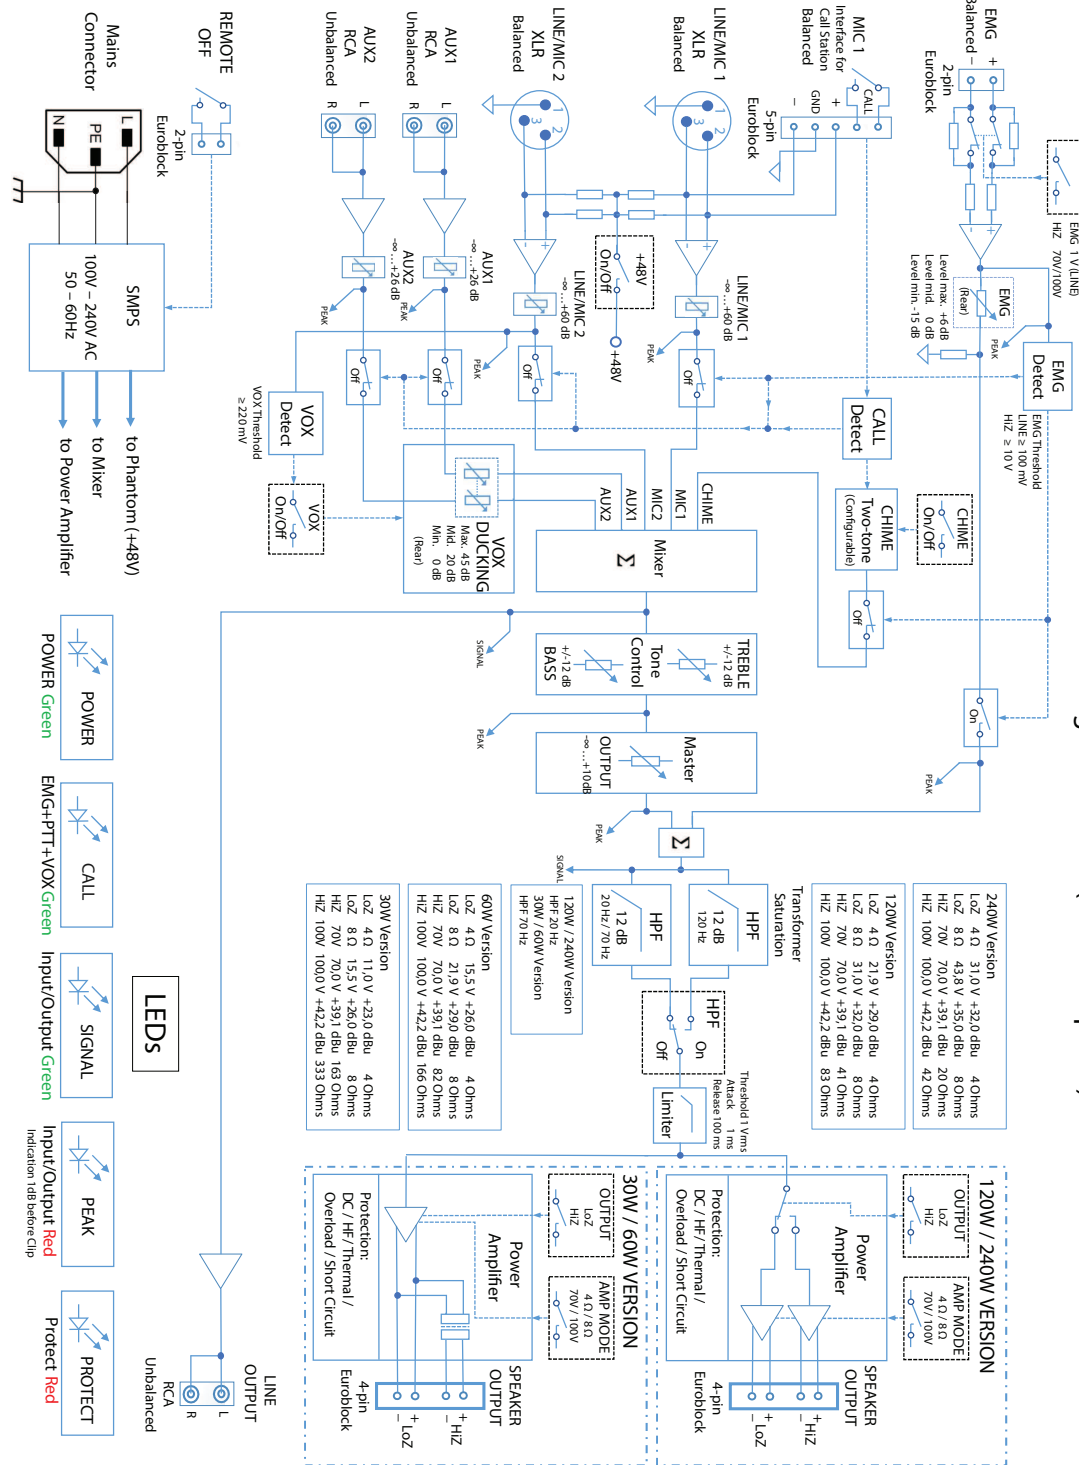 EMG
Balanced
+
−
2-pin
Euroblock
EMG 1 V (LINE)
HiZ 70V/100V
EMG
(Rear)
Level max. +6 dB
Level mid. 0 dB
Level min. -15 dB
PEAK
EMG
Detect
EMG Threshold
LINE ≥ 100 mV
HiZ ≥ 10 V
On
PEAK
MIC 1
Interface for
Call Station
Balanced
CALL
+
GND
−
5-pin
Euroblock
CALL
Detect
CHIME
Two-tone
(Configurable)
CHIME
On/Off
Off
LINE/MIC 1
XLR
Balanced
1
2
3
+
-
LINE/MIC 1
-∞ ...+60 dB
PEAK
Off
+48V
On/Off
+48V
LINE/MIC 2
XLR
Balanced
1
2
3
+
-
LINE/MIC 2
-∞ ...+60 dB
PEAK
Off
AUX1
RCA
Unbalanced
L
R
AUX1
-∞ ...+26 dB
PEAK
Off
AUX2
RCA
Unbalanced
L
R
AUX2
-∞ ...+26 dB
PEAK
Off
VOX
Detect
VOX Threshold
≥ 220 mV
VOX
On/Off
VOX
DUCKING
Max. 45 dB
Mid. 20 dB
Min. 0 dB
(Rear)
CHIME
MIC1
MIC2
AUX1
AUX2
Mixer
Σ
SIGNAL
TREBLE
+/-12 dB
Tone
Control
+/-12 dB
BASS
PEAK
Master
OUTPUT
-∞ ...+10dB
PEAK
Σ
SIGNAL
Transformer
Saturation
HPF
12 dB
120 Hz
HPF
12 dB
20 Hz / 70 Hz
120W / 240W Version
HPF 20 Hz
30W / 60W Version
HPF 70 Hz
HPF
On
Off
Threshold 1 Vrms
Attack 1 ms
Release 100 ms
Limiter
240W Version
LoZ 4 Ω 31,0 V +32,0 dBu 4 Ohms
LoZ 8 Ω 43,8 V +35,0 dBu 8 Ohms
HiZ 70V 70,0 V +39,1 dBu 20 Ohms
HiZ 100V 100,0 V +42,2 dBu 42 Ohms
120W Version
LoZ 4 Ω 21,9 V +29,0 dBu 4 Ohms
LoZ 8 Ω 31,0 V +32,0 dBu 8 Ohms
HiZ 70V 70,0 V +39,1 dBu 41 Ohms
HiZ 100V 100,0 V +42,2 dBu 83 Ohms
60W Version
LoZ 4 Ω 15,5 V +26,0 dBu 4 Ohms
LoZ 8 Ω 21,9 V +29,0 dBu 8 Ohms
HiZ 70V 70,0 V +39,1 dBu 82 Ohms
HiZ 100V 100,0 V +42,2 dBu 166 Ohms
30W Version
LoZ 4 Ω 11,0 V +23,0 dBu 4 Ohms
LoZ 8 Ω 15,5 V +26,0 dBu 8 Ohms
HiZ 70V 70,0 V +39,1 dBu 163 Ohms
HiZ 100V 100,0 V +42,2 dBu 333 Ohms
120W / 240W VERSION
OUTPUT
LoZ
HiZ
AMP MODE
4 Ω / 8 Ω
70V / 100V
Power
Amplifier
Protection:
DC / HF / Thermal /
Overload / Short Circuit
SPEAKER
OUTPUT
4-pin
Euroblock
+
− HiZ
+
− LoZ
30W / 60W VERSION
OUTPUT
LoZ
HiZ
AMP MODE
4 Ω / 8 Ω
70V / 100V
Power
Amplifier
Protection:
DC / HF / Thermal /
Overload / Short Circuit
SPEAKER
OUTPUT
4-pin
Euroblock
+
− HiZ
+
− LoZ
LINE
OUTPUT
L
R
RCA
Unbalanced
REMOTE
OFF
2-pin
Euroblock
Mains
Connector
L
PE
N
SMPS
100V – 240V AC
50 – 60Hz
to Phantom (+48V)
to Mixer
to Power Amplifier
LEDs
POWER
POWER Green
CALL
EMG+PTT+VOX Green
SIGNAL
Input/Output Green
PEAK
Input/Output Red
Indication 1dB before Clip
PROTECT
Protect Red